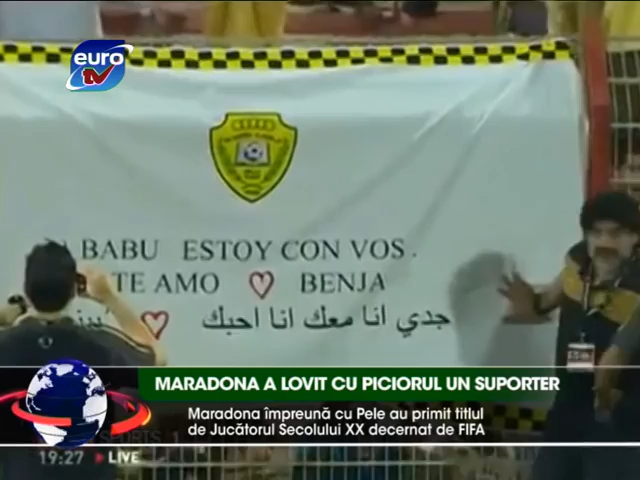 euro
tv
BABU ESTOY CON VOS.
TE AMO ♥ BENJA
جدي انا معك انا احبك
MARADONA A LOVIT CU PICIORUL UN SUPORTER
Maradona împreună cu Pele au primit titlul
de Jucătorul Secolului XX decernat de FIFA
SPORTS
19:27 LIVE